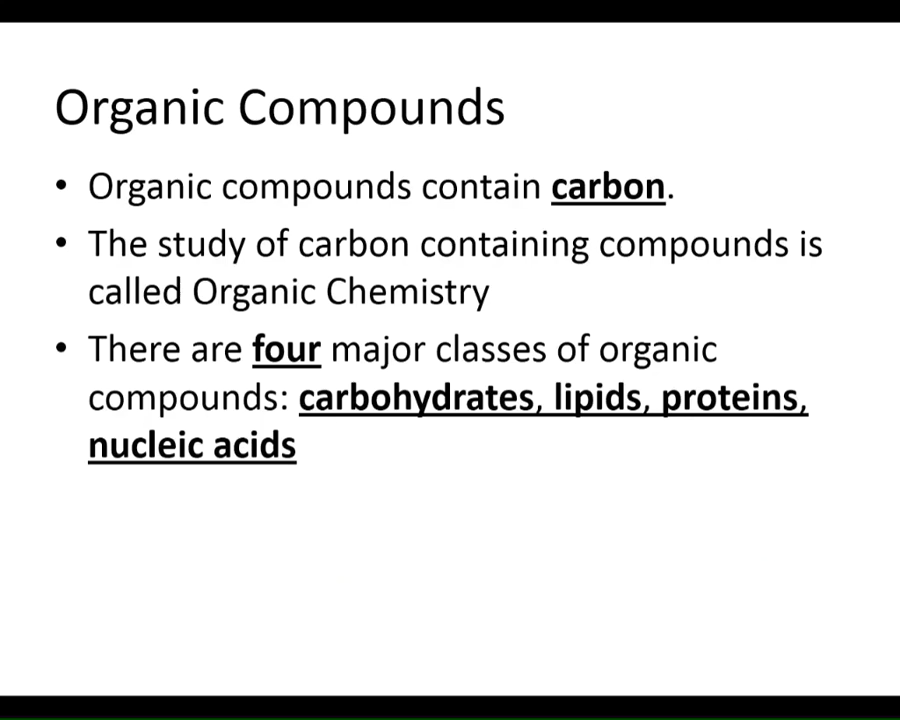 Organic Compounds
• Organic compounds contain carbon.
• The study of carbon containing compounds is
called Organic Chemistry
• There are four major classes of organic
compounds: carbohydrates, lipids, proteins,
nucleic acids